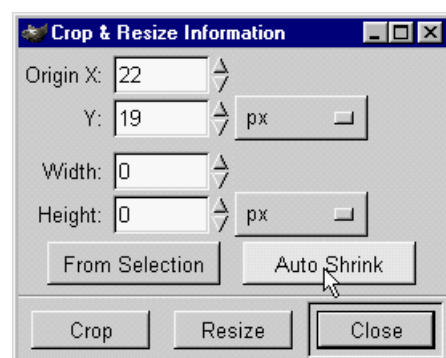 Crop & Resize Information
Origin X: 22
Y: 19 px
Width: 0
Height: 0 px
From Selection Auto Shrink
Crop Resize Close